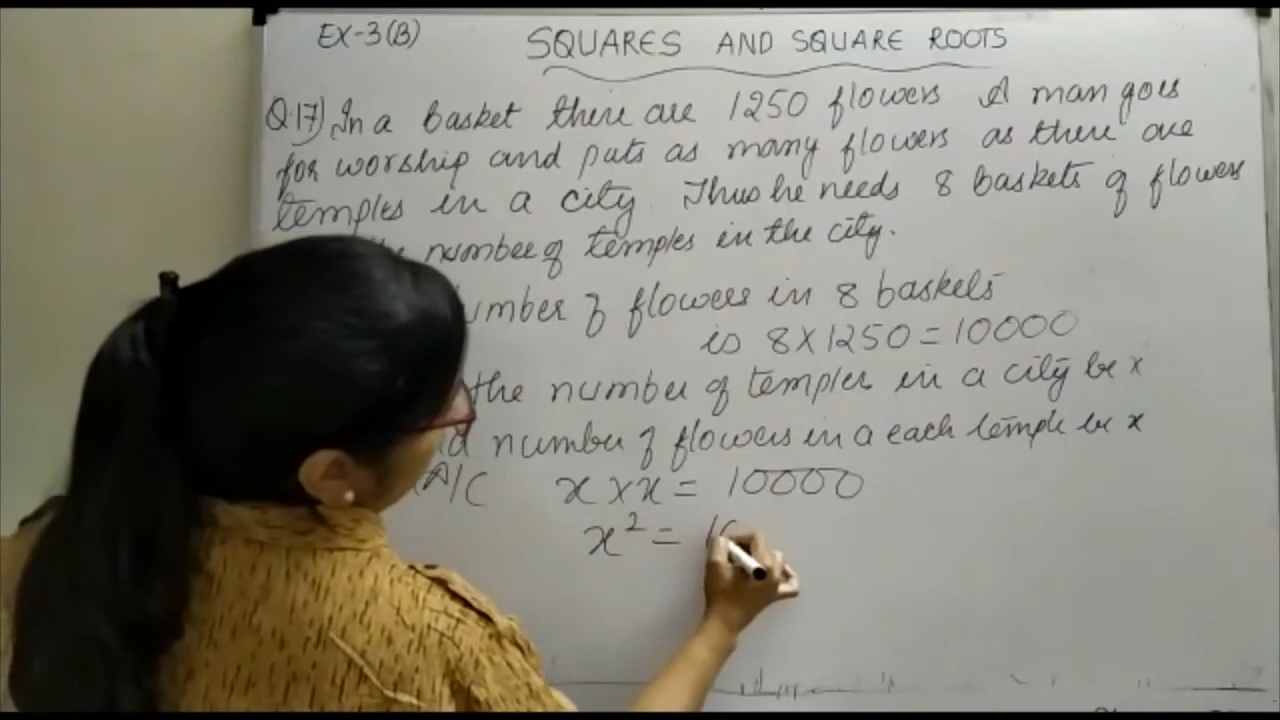 EX-3(B)
SQUARES AND SQUARE ROOTS
Q.17) In a basket there are 1250 flowers A man goes
for worship and puts as many flowers as there are
temples in a city Thus he needs 8 baskets of flowers
number of temples in the city.
umber of flowers in 8 baskets
is 8×1250=10000
the number of temples in a city be x
number of flowers in a each temple be x
A/C x×x= 10000
x²= 10